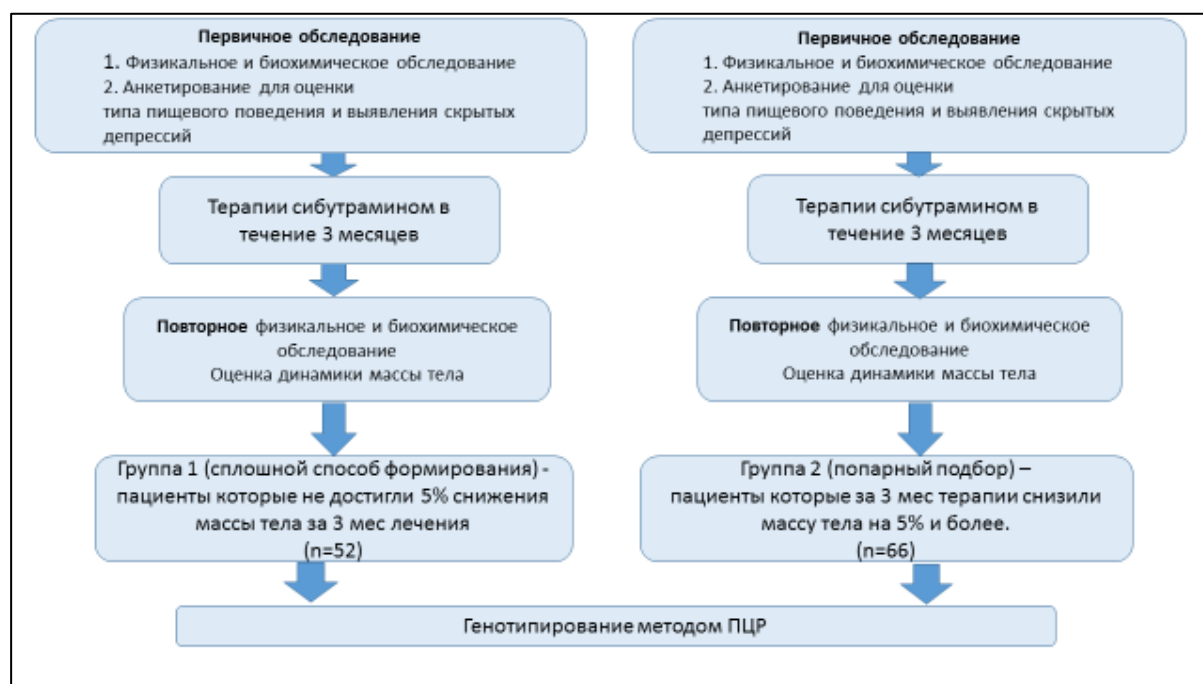 Первичное обследование
1. Физикальное и биохимическое обследование
2. Анкетирование для оценки
типа пищевого поведения и выявления скрытых
депрессий
Терапии сибутрамином в
течение 3 месяцев
Повторное физикальное и биохимическое
обследование
Оценка динамики массы тела
Группа 1 (сплошной способ формирования) -
пациенты которые не достигли 5% снижения
массы тела за 3 мес лечения
(n=52)
Первичное обследование
1. Физикальное и биохимическое обследование
2. Анкетирование для оценки
типа пищевого поведения и выявления скрытых
депрессий
Терапии сибутрамином в
течение 3 месяцев
Повторное физикальное и биохимическое
обследование
Оценка динамики массы тела
Группа 2 (попарный подбор) –
пациенты которые за 3 мес терапии снизили
массу тела на 5% и более.
(n=66)
Генотипирование методом ПЦР